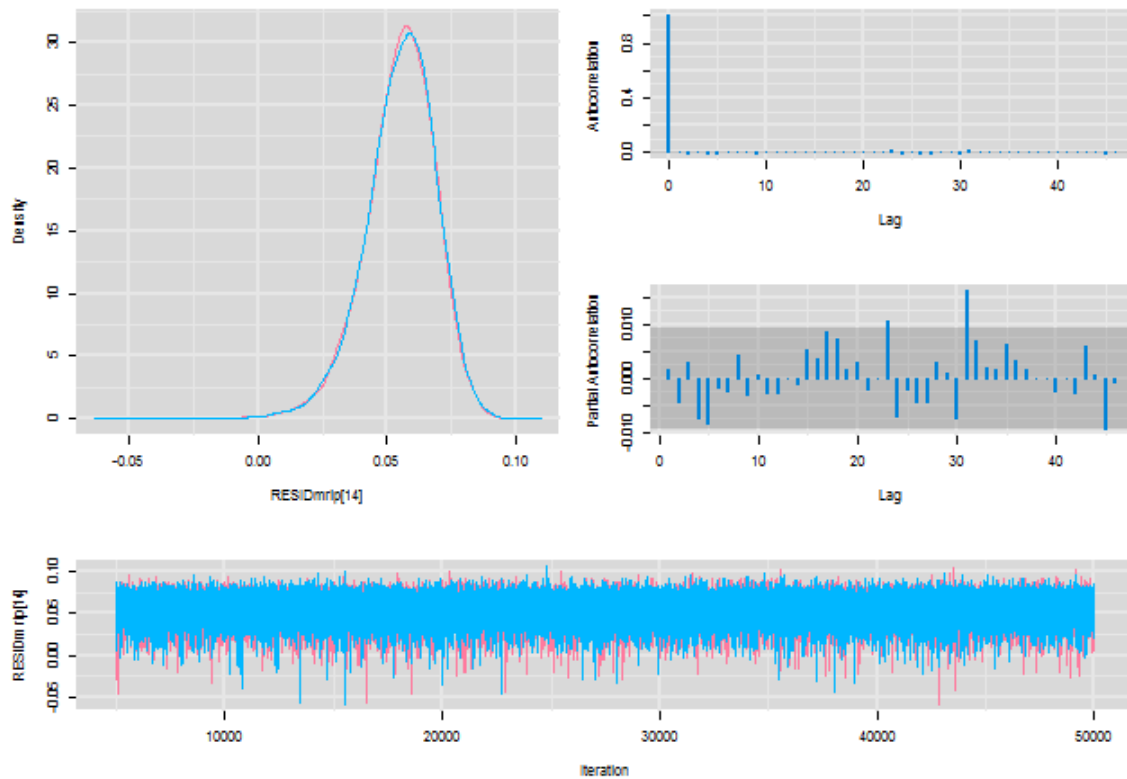 Density
30
25
20
15
10
5
0
-0.05 0.00 0.05 0.10
RESIDmrip[14]
Autocorrelation
0.8
0.4
0.0
0 10 20 30 40
Lag
Partial Autocorrelation
0.010
0.000
-0.010
0 10 20 30 40
Lag
RESIDmrip[14]
0.10
0.05
0.00
-0.05
10000 20000 30000 40000 50000
Iteration